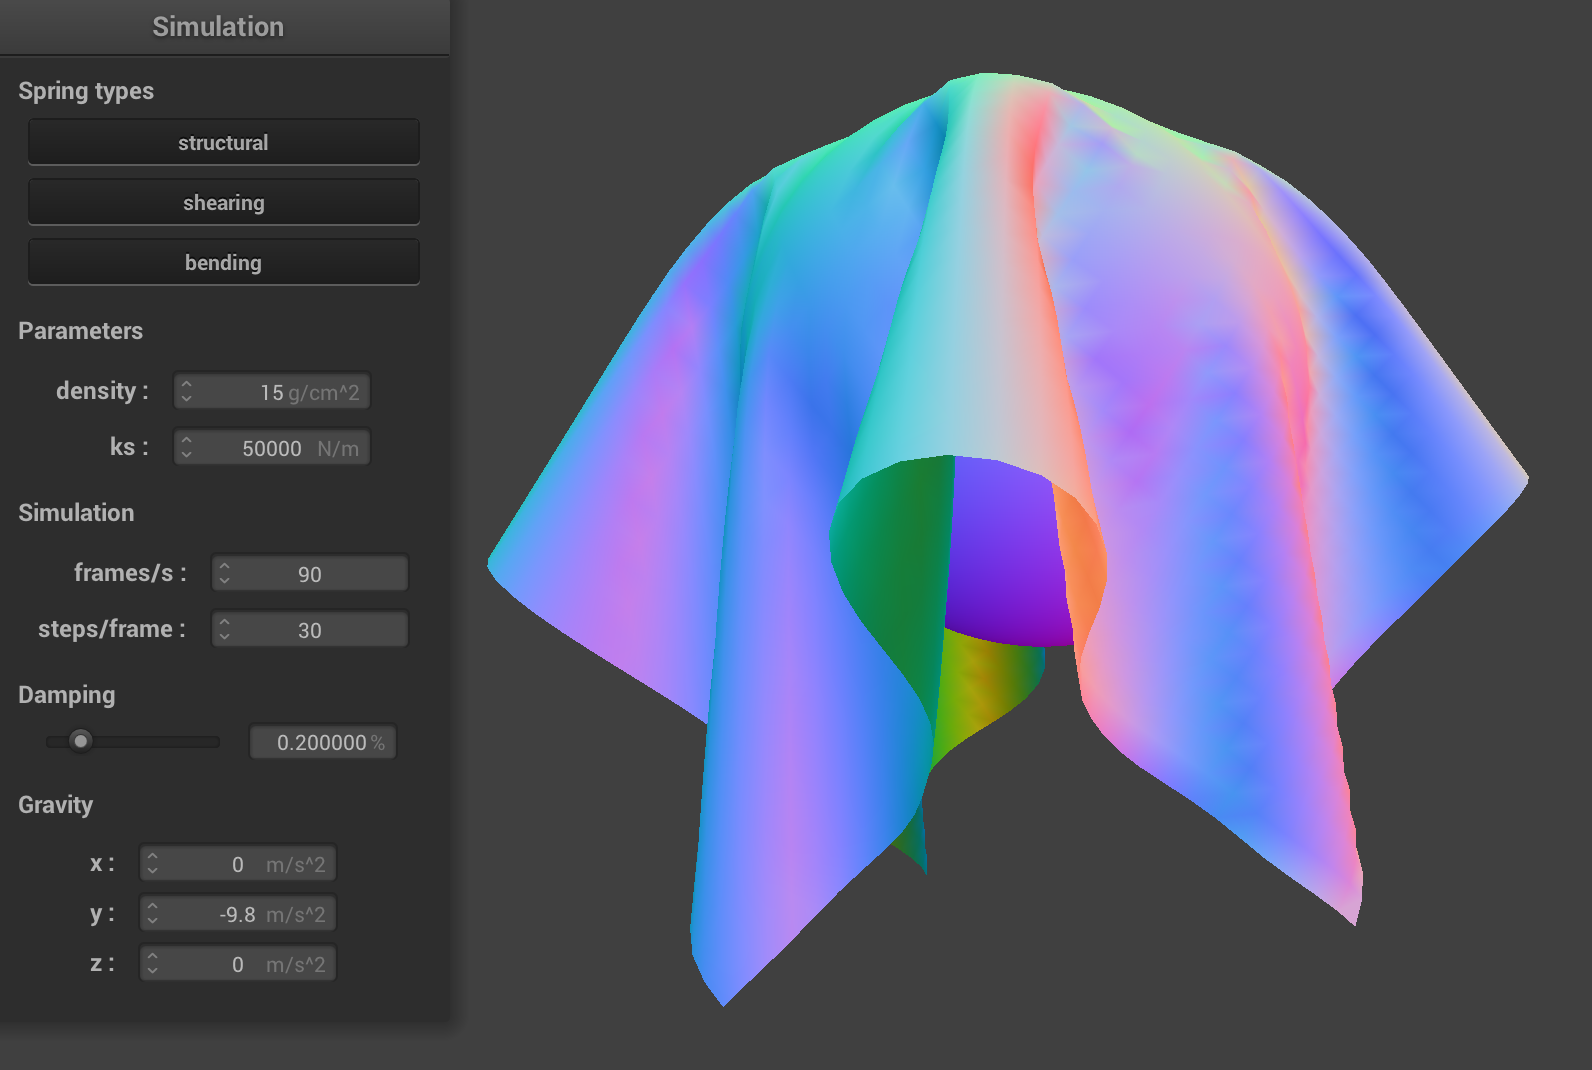 Simulation
Spring types
structural
shearing
bending
Parameters
density : 15 g/cm^2
ks : 50000 N/m
Simulation
frames/s : 90
steps/frame : 30
Damping
0.200000 %
Gravity
x : 0 m/s^2
y : -9.8 m/s^2
z : 0 m/s^2